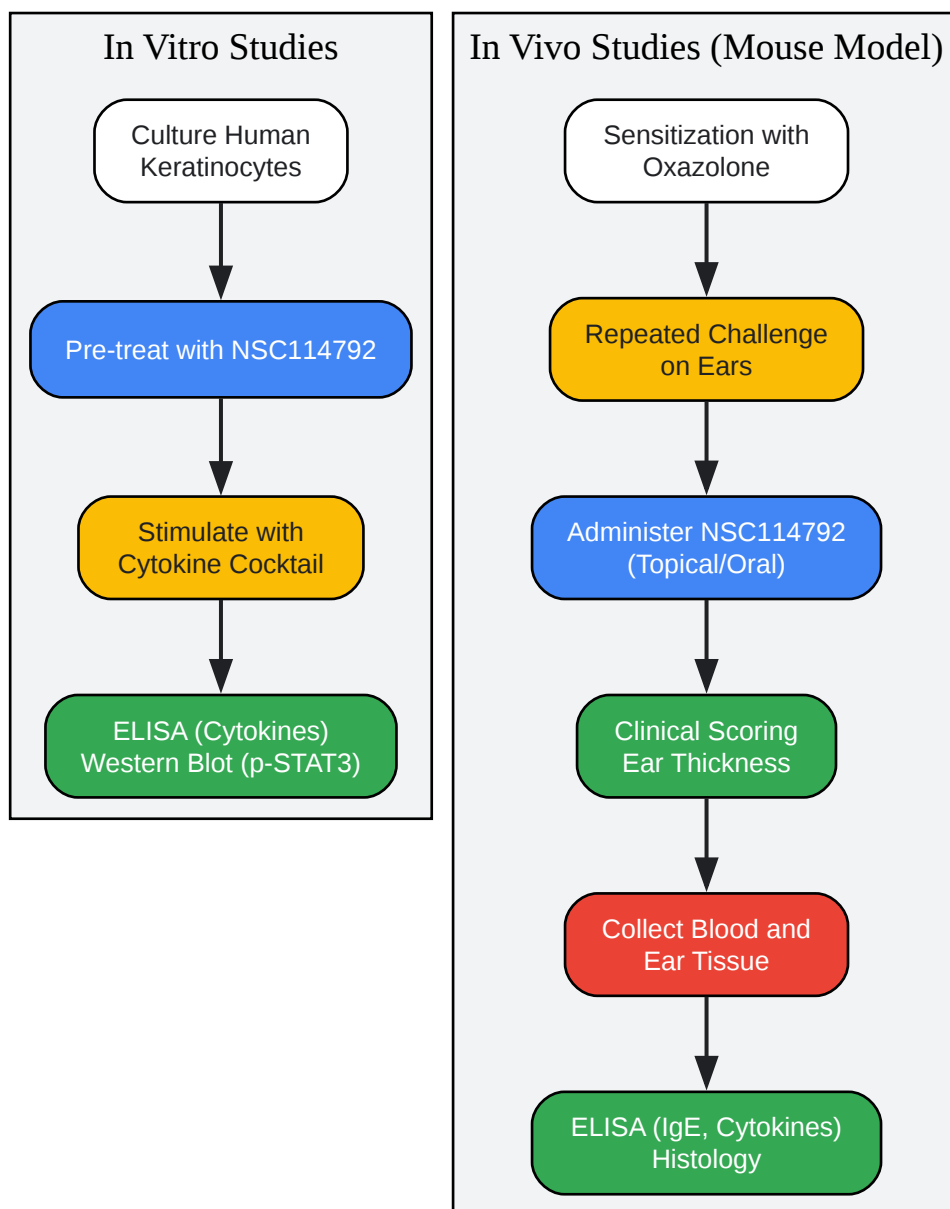 In Vitro Studies
Culture Human
Keratinocytes
Pre-treat with NSC114792
Stimulate with
Cytokine Cocktail
ELISA (Cytokines)
Western Blot (p-STAT3)
In Vivo Studies (Mouse Model)
Sensitization with
Oxazolone
Repeated Challenge
on Ears
Administer NSC114792
(Topical/Oral)
Clinical Scoring
Ear Thickness
Collect Blood and
Ear Tissue
ELISA (IgE, Cytokines)
Histology